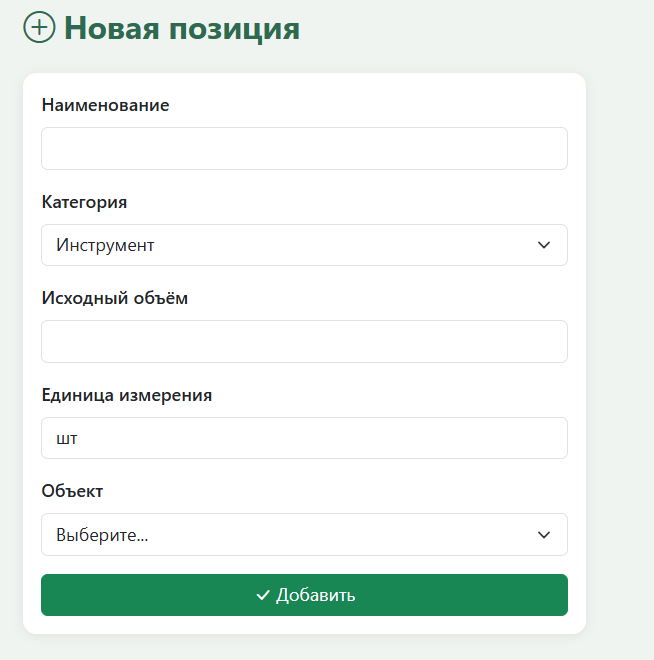 Новая позиция
Наименование
Категория
Инструмент
Исходный объём
Единица измерения
шт
Объект
Выберите...
Добавить